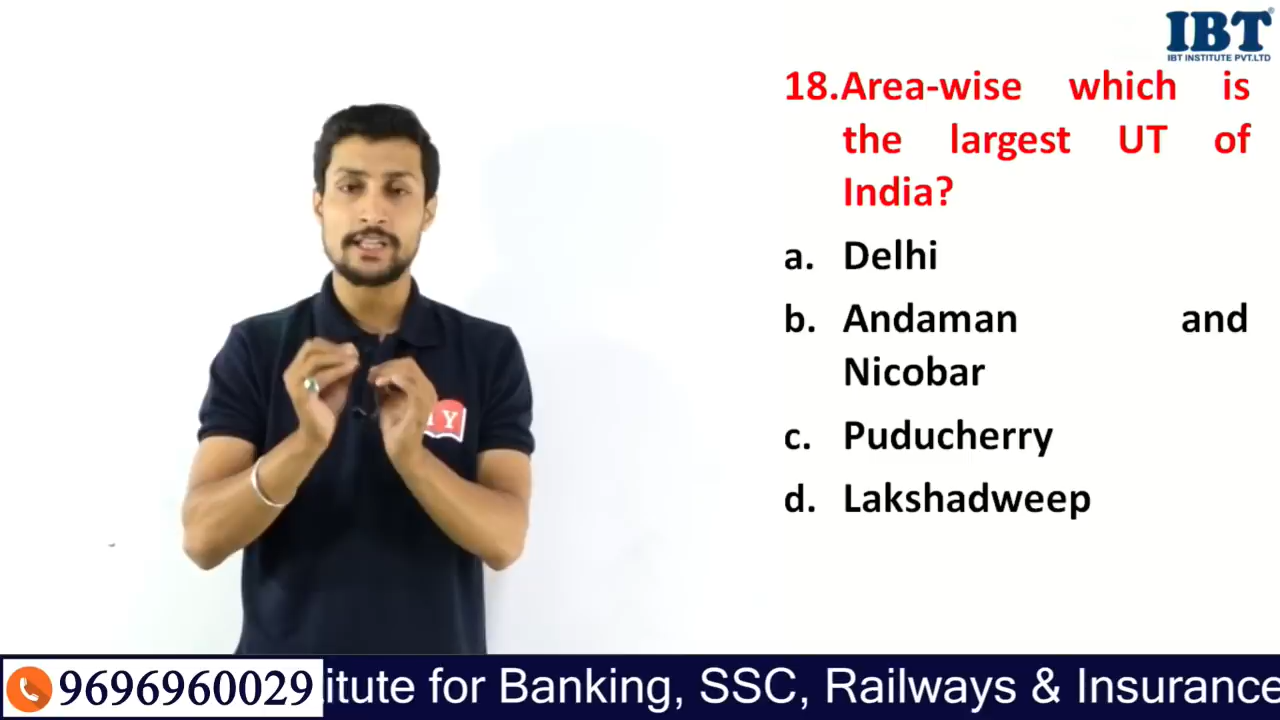 IBT
IBT INSTITUTE PVT.LTD
18.Area-wise which is
the largest UT of
India?
a. Delhi
b. Andaman and
Nicobar
c. Puducherry
d. Lakshadweep
Y
9696960029 itute for Banking, SSC, Railways & Insurance